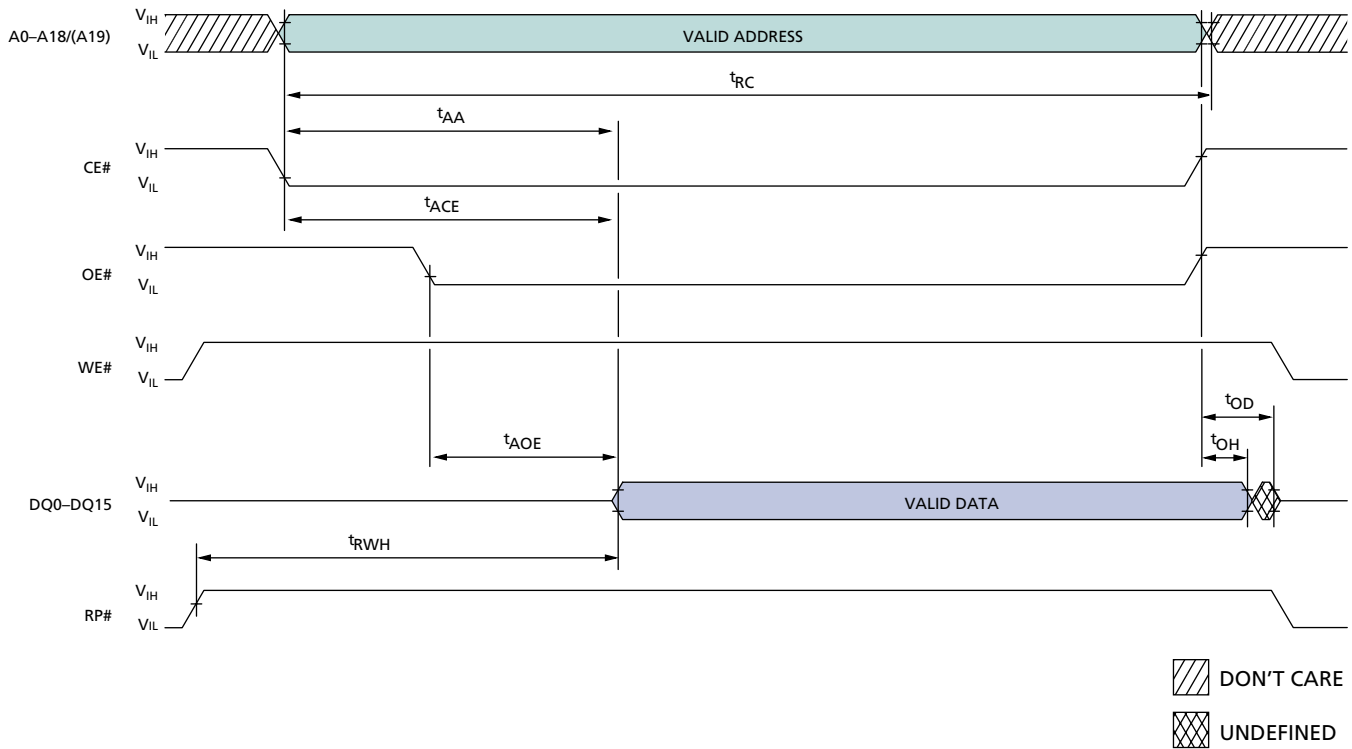 VIH
A0–A18/(A19)
VALID ADDRESS
VIL
tRC
tAA
VIH
CE#
VIL
tACE
VIH
OE#
VIL
VIH
WE#
VIL
tOD
tAOE
tOH
VIH
DQ0–DQ15
VALID DATA
VIL
tRWH
VIH
RP#
VIL
DON'T CARE
UNDEFINED